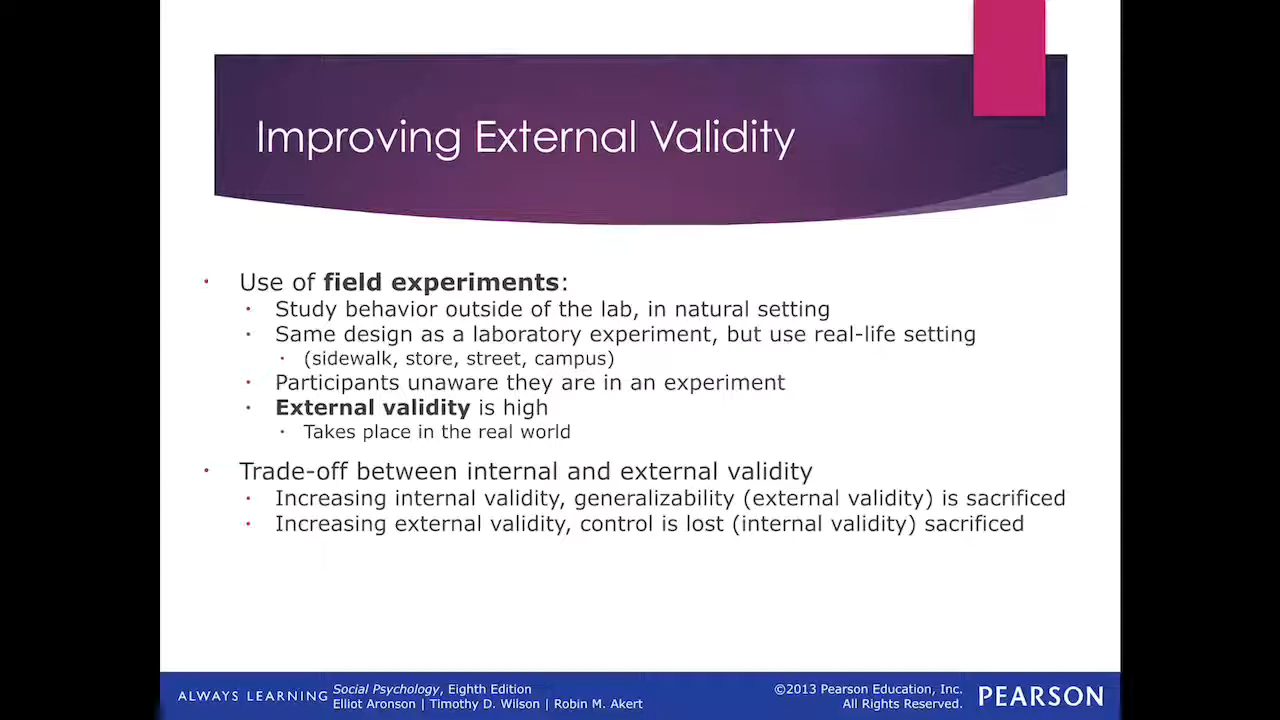 Improving External Validity
• Use of field experiments:
• Study behavior outside of the lab, in natural setting
• Same design as a laboratory experiment, but use real-life setting
• (sidewalk, store, street, campus)
• Participants unaware they are in an experiment
• External validity is high
• Takes place in the real world
• Trade-off between internal and external validity
• Increasing internal validity, generalizability (external validity) is sacrificed
• Increasing external validity, control is lost (internal validity) sacrificed
ALWAYS LEARNING
Social Psychology, Eighth Edition
Elliot Aronson | Timothy D. Wilson | Robin M. Akert
©2013 Pearson Education, Inc.
All Rights Reserved.
PEARSON